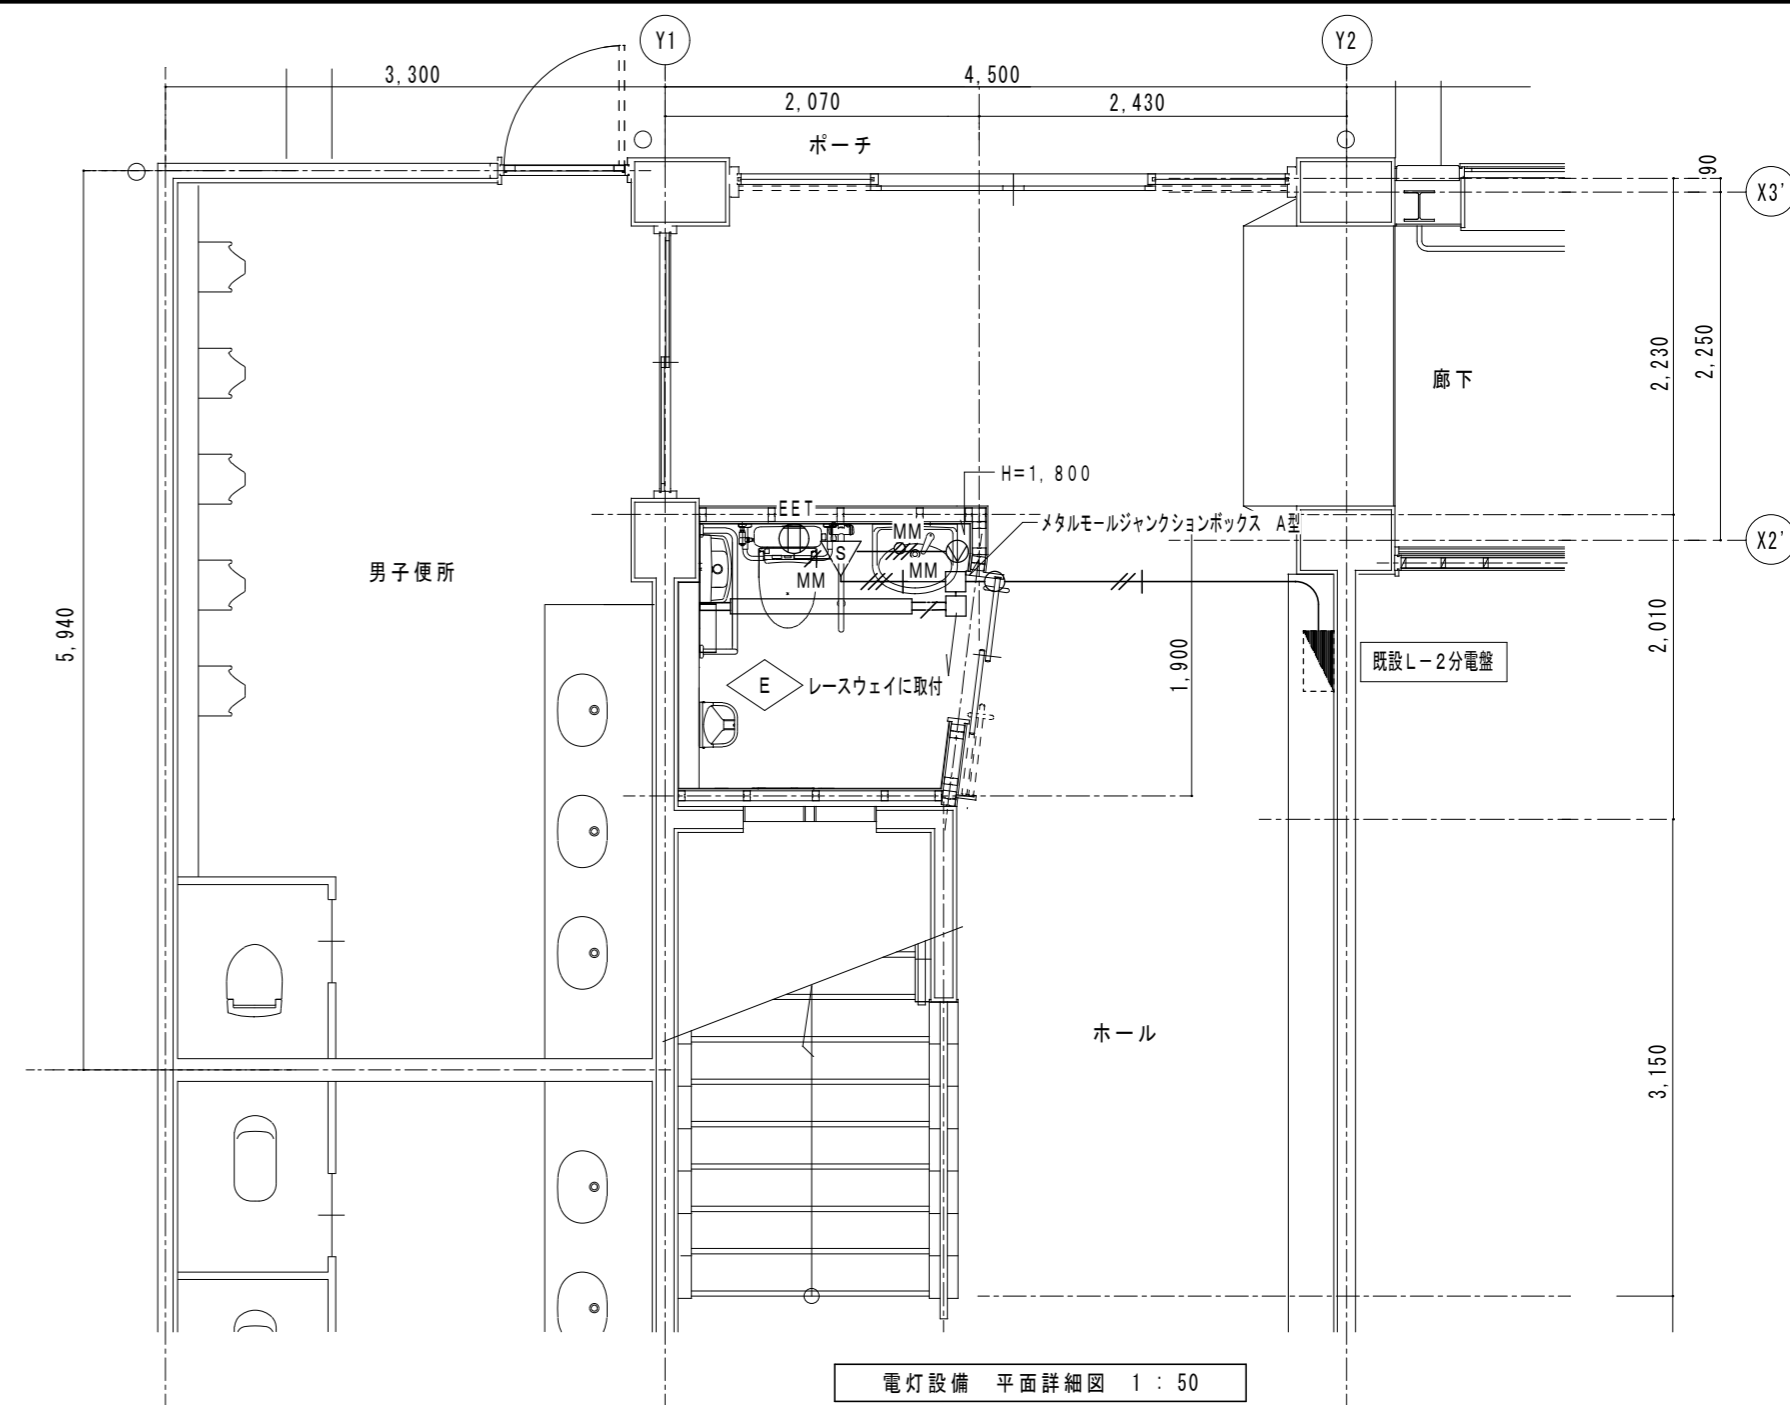 Y1
Y2
3,300
4,500
2,070
2,430
ポーチ
90
X3'
2,230
2,250
廊下
H=1,800
EET
メタルモールジャンクションボックス A型
MM
S
MM
MM
X2'
男子便所
5,940
1,900
2,010
既設L-2分電盤
E
レースウェイに取付
ホール
3,150
電灯設備 平面詳細図 1 : 50